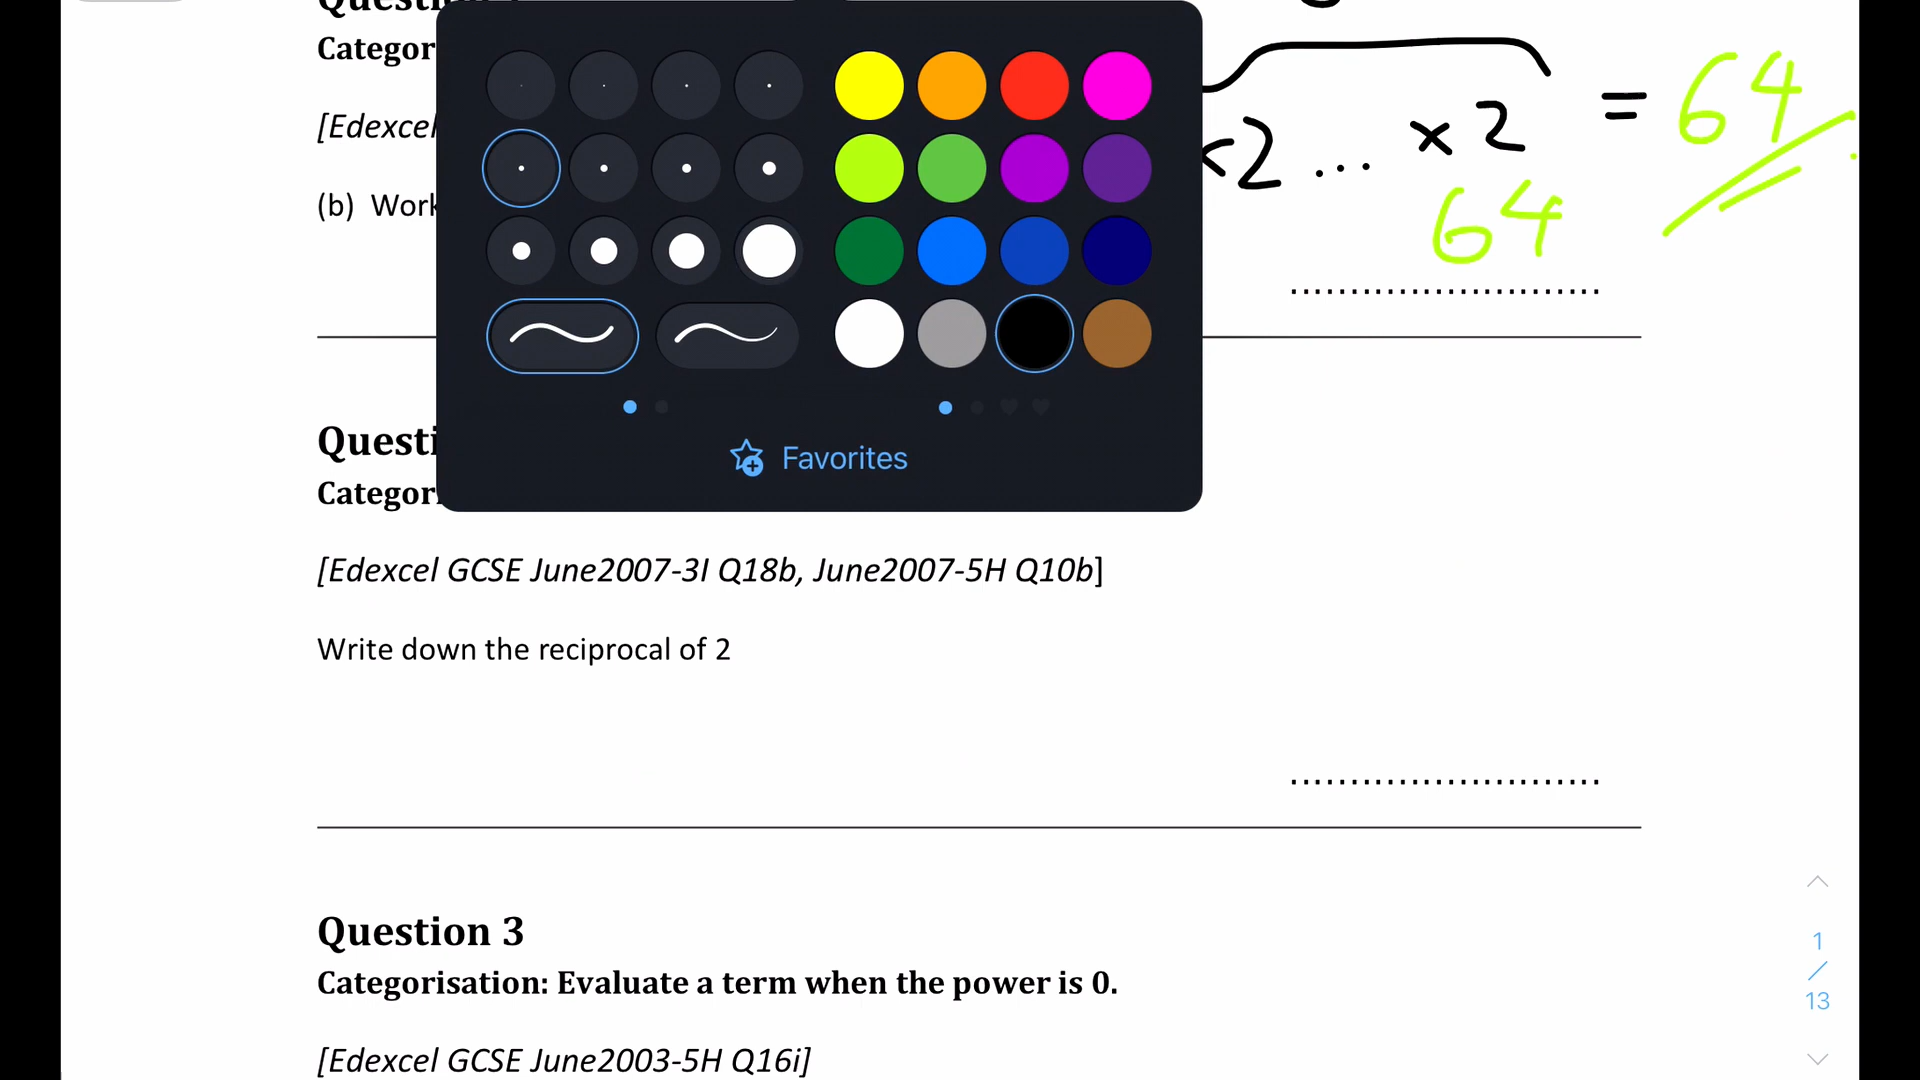 Categor
[Edexcel
×2 ... × 2 = 64
(b) Work
64
.........................
Favorites
Questi
Categor
[Edexcel GCSE June2007-3I Q18b, June2007-5H Q10b]
Write down the reciprocal of 2
.........................
Question 3
Categorisation: Evaluate a term when the power is 0.
[Edexcel GCSE June2003-5H Q16i]
1
/
13